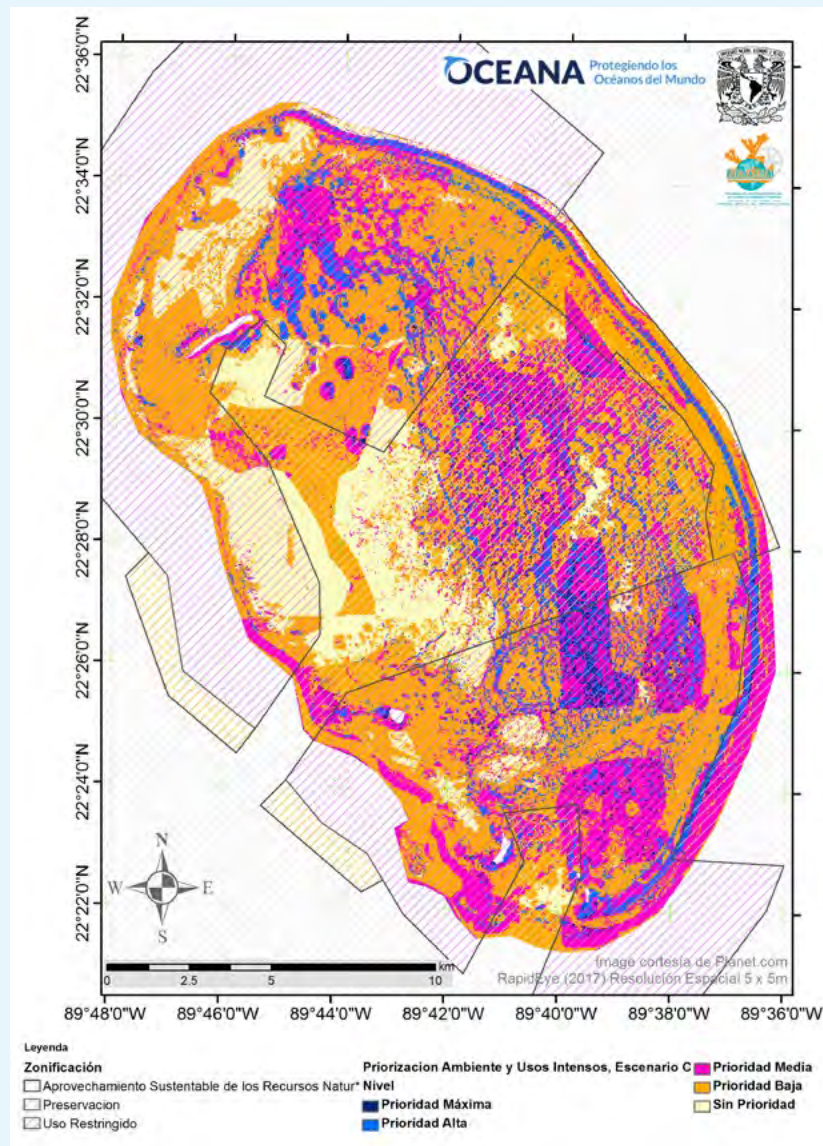 OCEANA Protegiendo los
Océanos del Mundo
22°36'0"N
22°34'0"N
22°32'0"N
22°30'0"N
22°28'0"N
22°26'0"N
22°24'0"N
22°22'0"N
N
W E
S
km
0 2.5 5 10
Image cortesía de Planet.com
RapidEye (2017) Resolución Espacial 5 x 5m
89°48'0"W 89°46'0"W 89°44'0"W 89°42'0"W 89°40'0"W 89°38'0"W 89°36'0"W
Leyenda
Zonificación
Aprovechamiento Sustentable de los Recursos Natur*
Preservacion
Uso Restringido
Priorizacion Ambiente y Usos Intensos, Escenario C
Nivel
Prioridad Máxima
Prioridad Alta
Prioridad Media
Prioridad Baja
Sin Prioridad